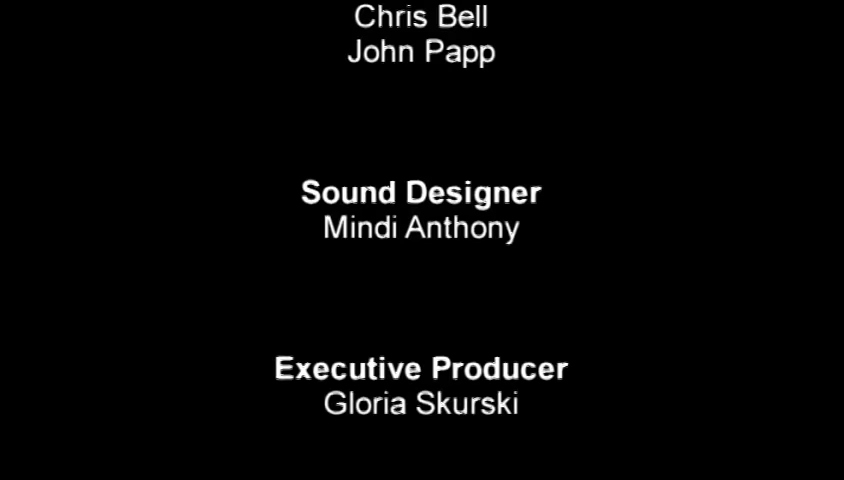 Chris Bell
John Papp
Sound Designer
Mindi Anthony
Executive Producer
Gloria Skurski